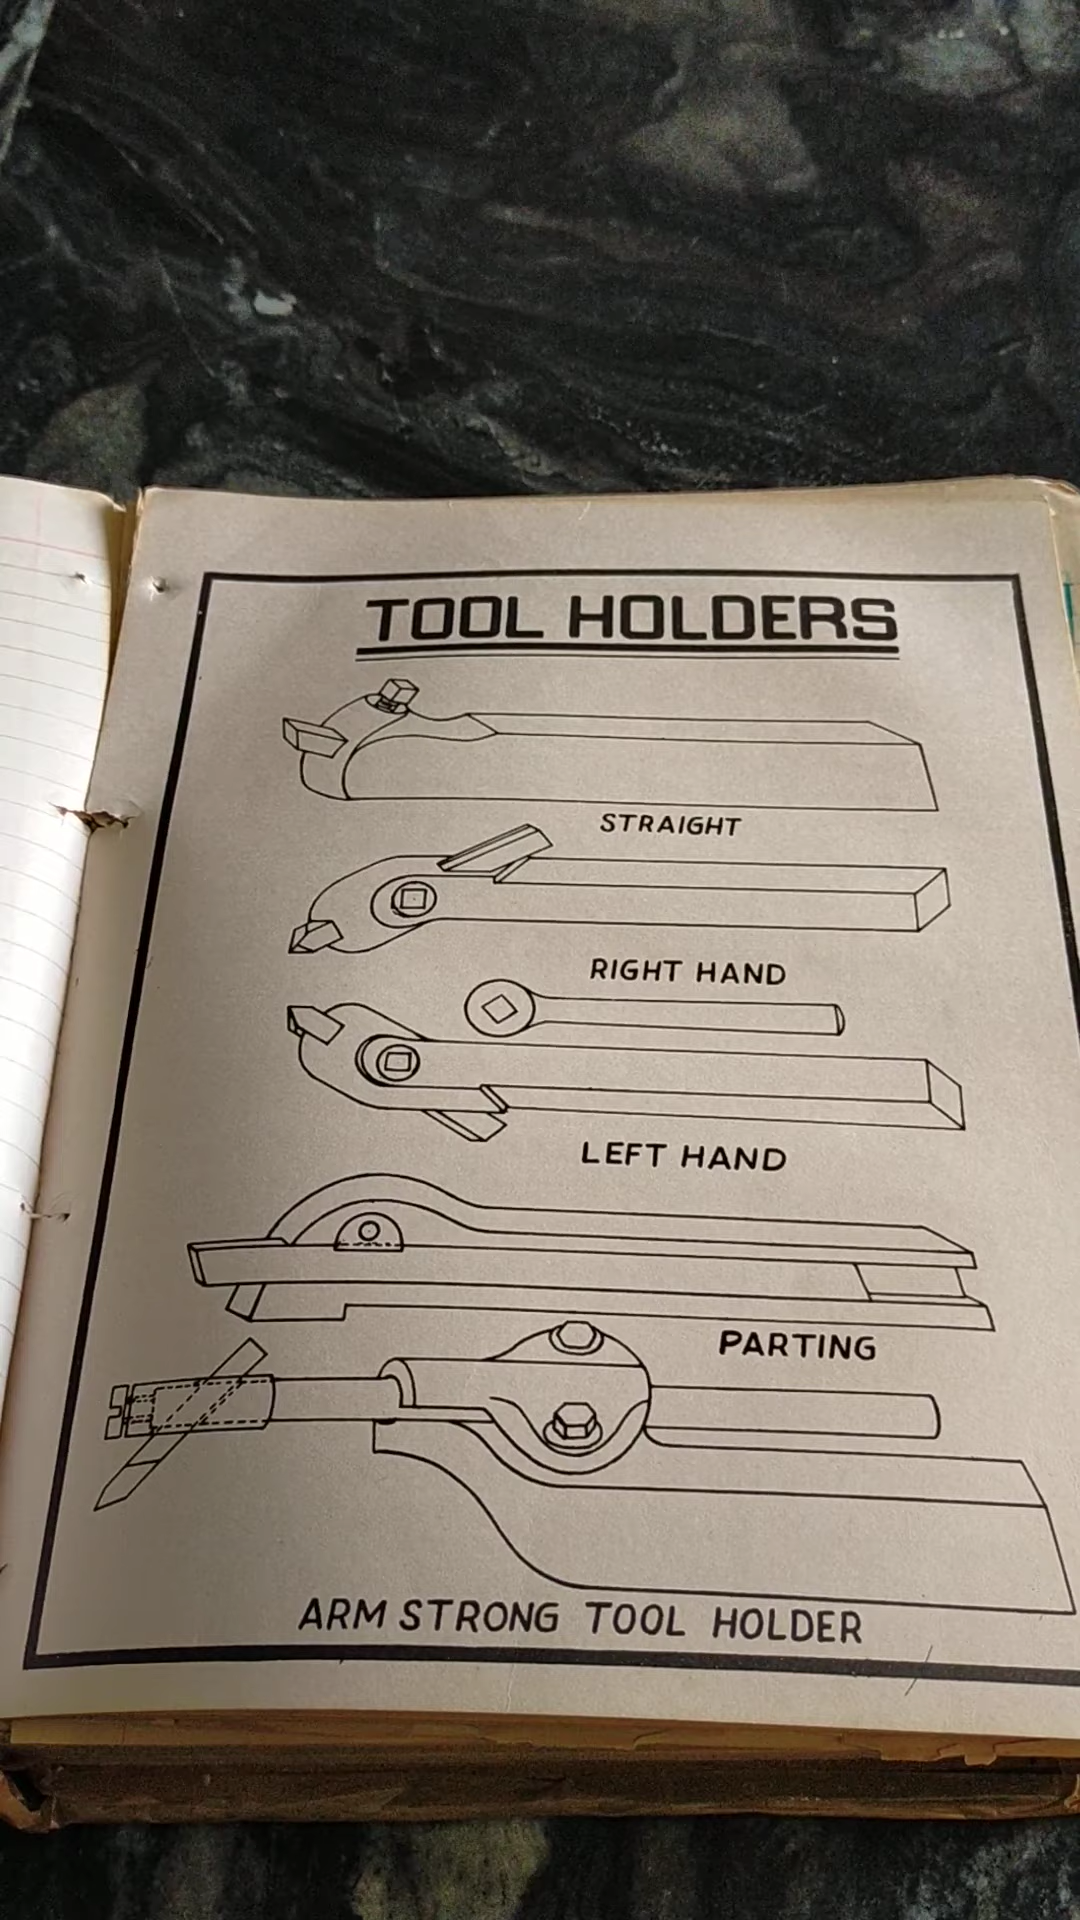 TOOL HOLDERS
STRAIGHT
RIGHT HAND
LEFT HAND
PARTING
ARM STRONG TOOL HOLDER